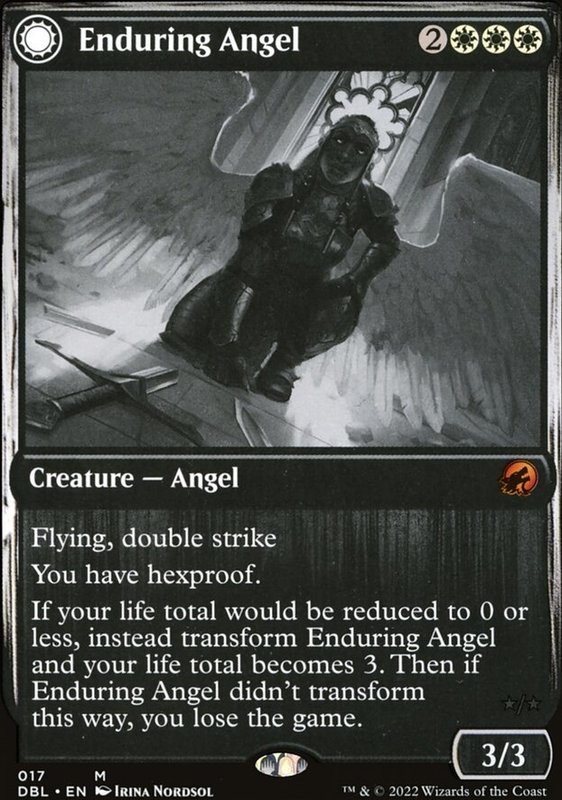 Enduring Angel 2
Creature — Angel
Flying, double strike
You have hexproof.
If your life total would be reduced to 0 or
less, instead transform Enduring Angel
and your life total becomes 3. Then if
Enduring Angel didn't transform
this way, you lose the game.
★/★
3/3
017 M
DBL • EN Irina Nordsol
™ & © 2022 Wizards of the Coast